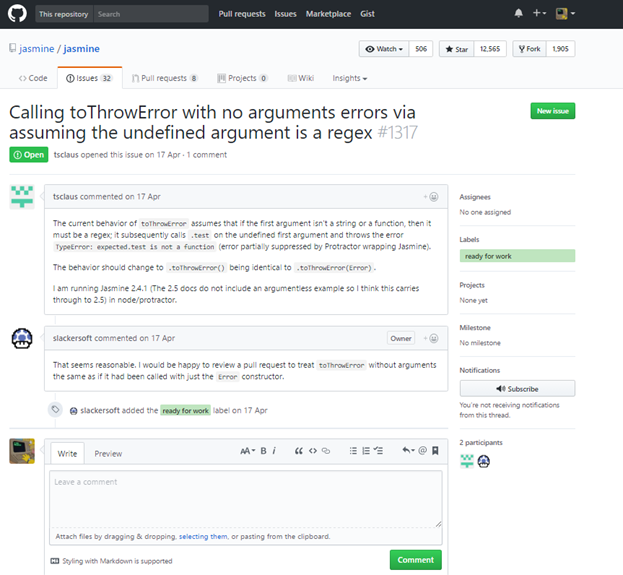 This repository Search Pull requests Issues Marketplace Gist
jasmine / jasmine Watch 506 Star 12,565 Fork 1,905
Code Issues 32 Pull requests 8 Projects 0 Wiki Insights
Calling toThrowError with no arguments errors via
assuming the undefined argument is a regex #1317
New issue
Open tsclaus opened this issue on 17 Apr · 1 comment
tsclaus commented on 17 Apr
The current behavior of toThrowError assumes that if the first argument isn't a string or a function, then it
must be a regex; it subsequently calls .test on the undefined first argument and throws the error
TypeError: expected.test is not a function (error partially suppressed by Protractor wrapping Jasmine).
The behavior should change to .toThrowError() being identical to .toThrowError(Error).
I am running Jasmine 2.4.1 (The 2.5 docs do not include an argumentless example so I think this carries
through to 2.5) in node/protractor.
slackersoft commented on 17 Apr Owner
That seems reasonable. I would be happy to review a pull request to treat toThrowError without arguments
the same as if it had been called with just the Error constructor.
slackersoft added the ready for work label on 17 Apr
Write Preview AA B i
Leave a comment
Attach files by dragging & dropping, selecting them, or pasting from the clipboard.
Styling with Markdown is supported
Comment
Assignees
No one assigned
Labels
ready for work
Projects
None yet
Milestone
No milestone
Notifications
Subscribe
You're not receiving notifications
from this thread.
2 participants